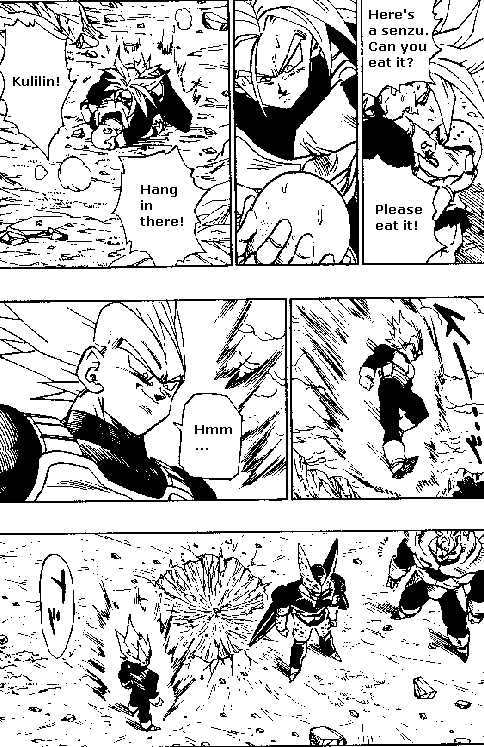 Here's
a senzu.
Can you
eat it?
Please
eat it!
Kulilin!
Hang
in
there!
Hmm
...